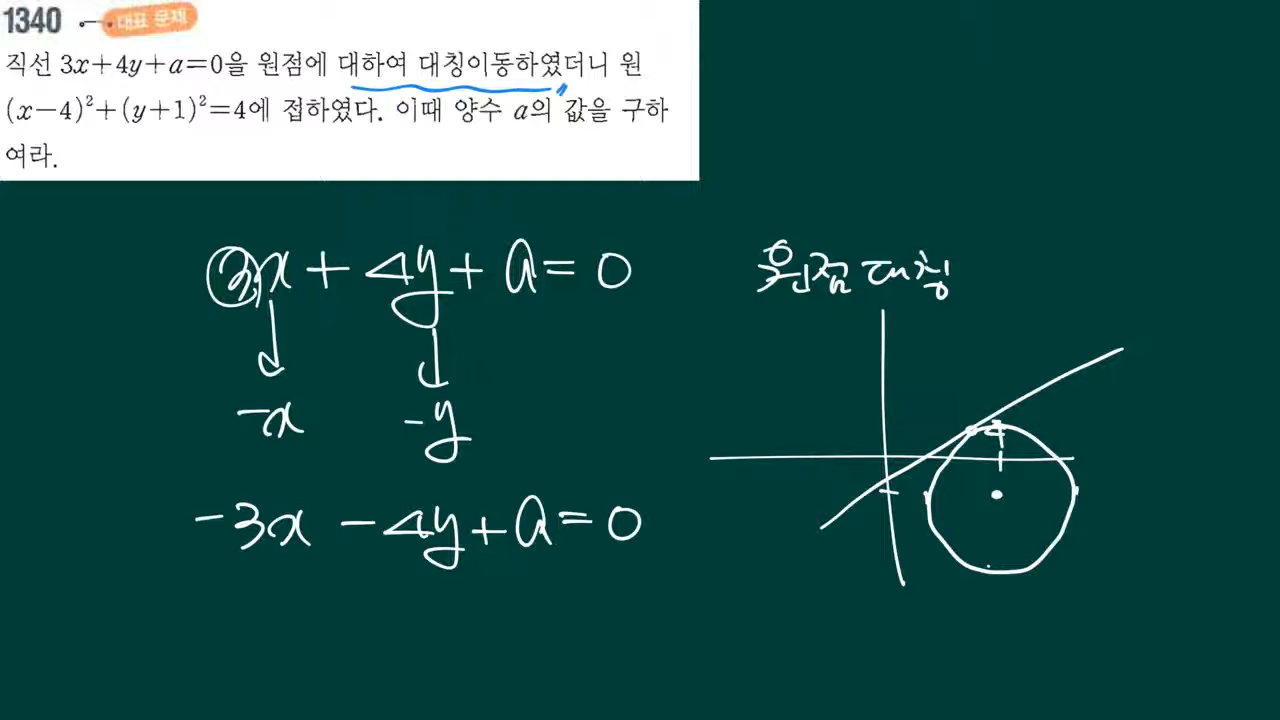 1340 대표 문제
직선 3x+4y+a=0을 원점에 대하여 대칭이동하였더니 원
(x-4)²+(y+1)²=4에 접하였다. 이때 양수 a의 값을 구하
여라.
3x + 4y + a = 0
-x -y
-3x - 4y + a = 0
원점 대칭
4